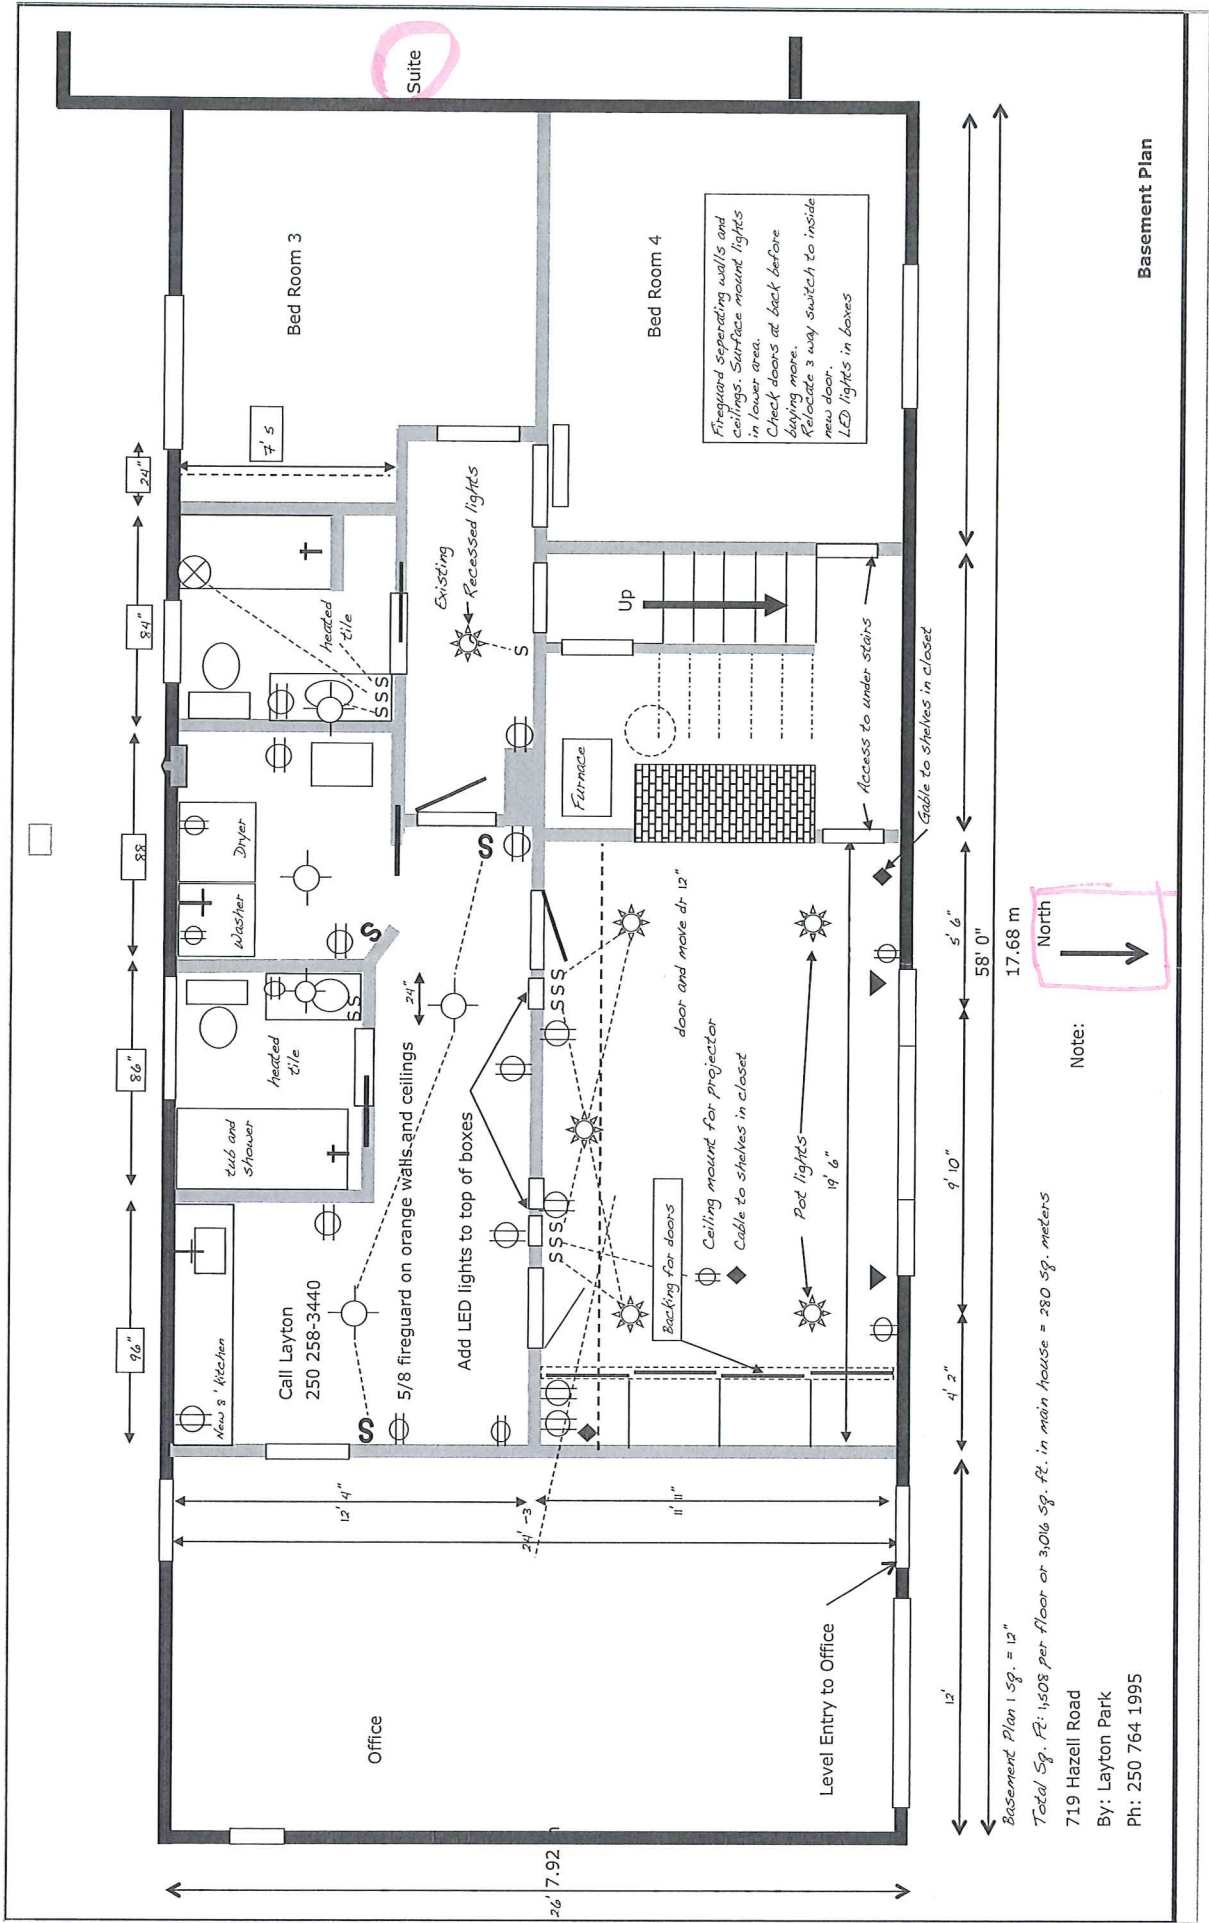 Suite
24"
84"
88
86"
96"
7' 5
Bed Room 3
Bed Room 4
Fireguard seperating walls and
ceilings. Surface mount lights
in lower area.
Check doors at back before
buying more.
Relocate 3 way switch to inside
new door.
LED lights in boxes
heated
tile
S S S
Existing
Recessed lights
S
Up
Furnace
Access to under stairs
Gable to shelves in closet
Dryer
Washer
S
S
heated
tile
S S
tub and
shower
24"
New 8' Kitchen
Call Layton
250 258-3440
5/8 fireguard on orange walls and ceilings
Add LED lights to top of boxes
S
S S S
S S S
door and move dr 12"
Ceiling mount for projector
Cable to shelves in closet
Pot lights
Backing for doors
19' 6"
12' 4"
24' -3
11' 11"
Office
Level Entry to Office
26' 7.92
12'
4' 2"
9' 10"
5' 6"
58' 0"
17.68 m
North
Note:
Basement Plan 1 sq. = 12"
Total Sq. Ft: 1,508 per floor or 3,016 sq. ft. in main house = 280 sq. meters
719 Hazell Road
By: Layton Park
Ph: 250 764 1995
Basement Plan